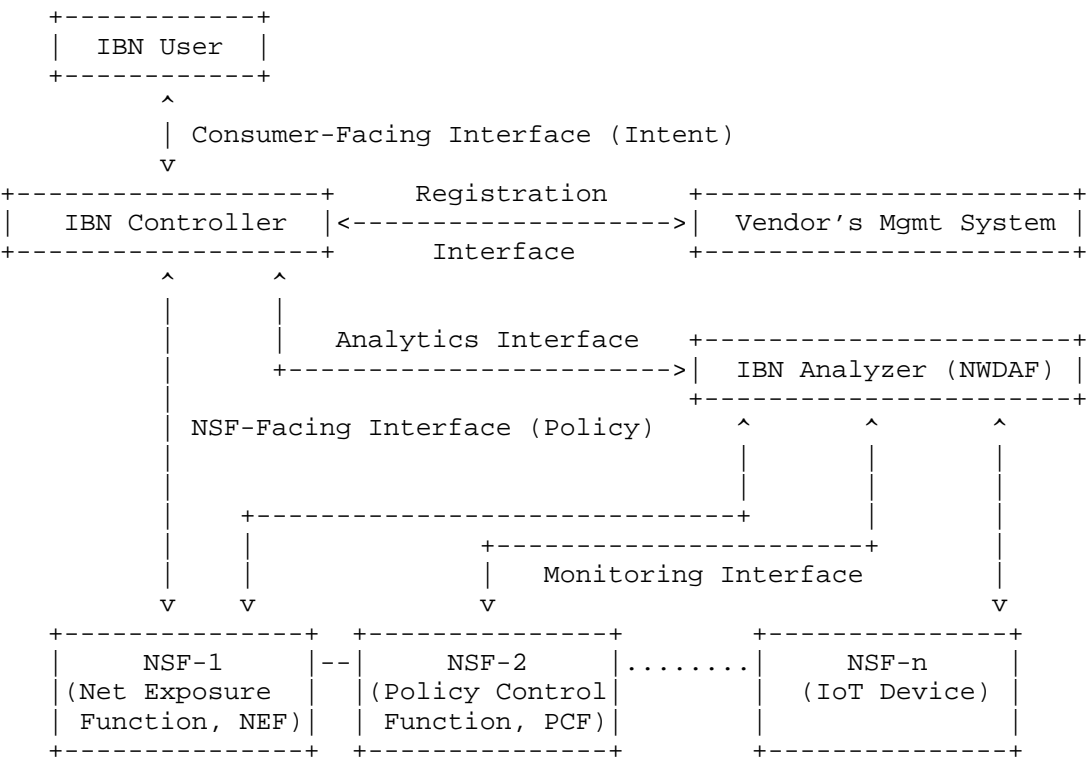 IBN User
Consumer-Facing Interface (Intent)
Registration
IBN Controller
Vendor's Mgmt System
Interface
Analytics Interface
IBN Analyzer (NWDAF)
NSF-Facing Interface (Policy)
Monitoring Interface
NSF-1
(Net Exposure
Function, NEF)
NSF-2
(Policy Control
Function, PCF)
........
NSF-n
(IoT Device)